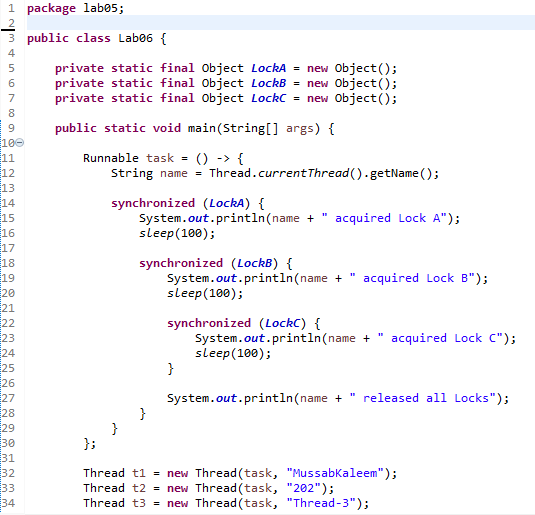 1 package lab05;
2
3 public class Lab06 {
4
5     private static final Object LockA = new Object();
6     private static final Object LockB = new Object();
7     private static final Object LockC = new Object();
8
9     public static void main(String[] args) {
10
11         Runnable task = () -> {
12             String name = Thread.currentThread().getName();
13
14             synchronized (LockA) {
15                 System.out.println(name + " acquired Lock A");
16                 sleep(100);
17
18                 synchronized (LockB) {
19                     System.out.println(name + " acquired Lock B");
20                     sleep(100);
21
22                     synchronized (LockC) {
23                         System.out.println(name + " acquired Lock C");
24                         sleep(100);
25                     }
26
27                     System.out.println(name + " released all Locks");
28                 }
29             }
30         };
31
32         Thread t1 = new Thread(task, "MussabKaleem");
33         Thread t2 = new Thread(task, "202");
34         Thread t3 = new Thread(task, "Thread-3");